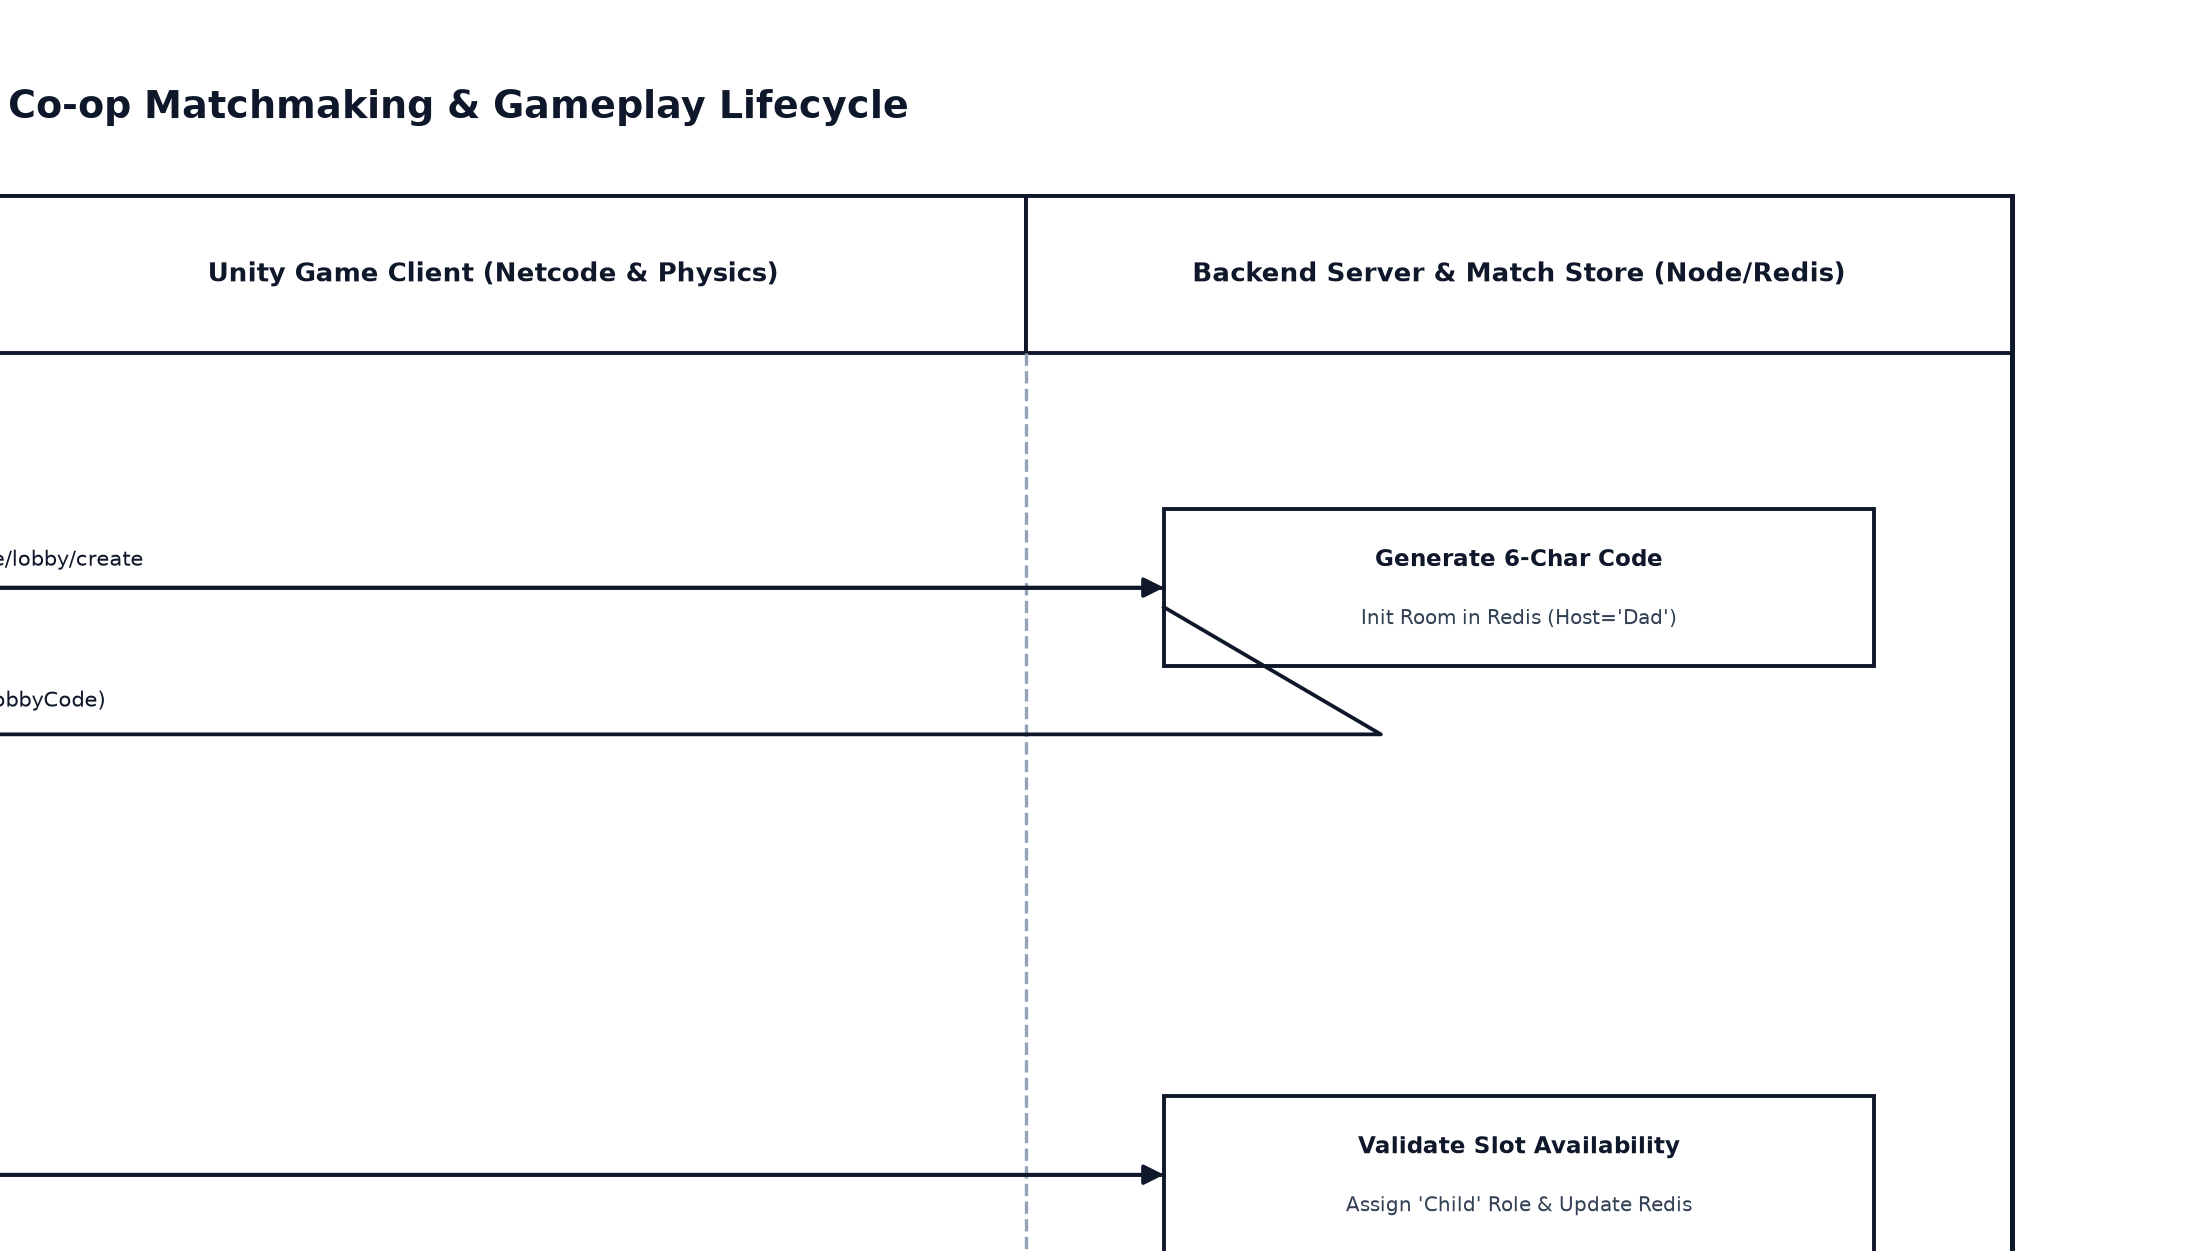 Co-op Matchmaking & Gameplay Lifecycle
Unity Game Client (Netcode & Physics)
Backend Server & Match Store (Node/Redis)
e/lobby/create
Generate 6-Char Code
Init Room in Redis (Host='Dad')
obbyCode)
Validate Slot Availability
Assign 'Child' Role & Update Redis